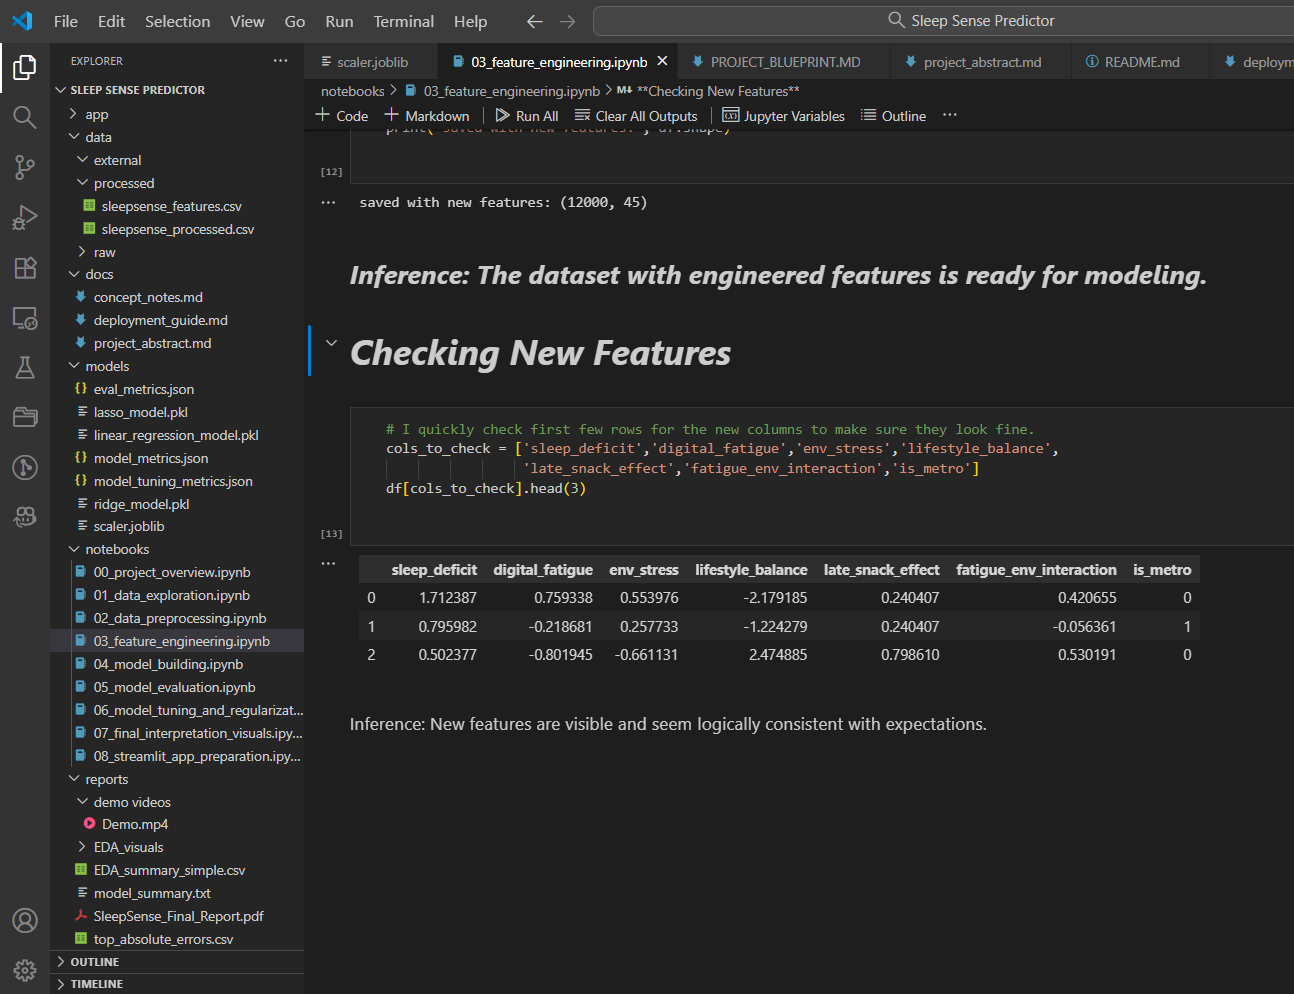 File Edit Selection View Go Run Terminal Help
Sleep Sense Predictor
EXPLORER
SLEEP SENSE PREDICTOR
app
data
external
processed
sleepsense_features.csv
sleepsense_processed.csv
raw
docs
concept_notes.md
deployment_guide.md
project_abstract.md
models
eval_metrics.json
lasso_model.pkl
linear_regression_model.pkl
model_metrics.json
model_tuning_metrics.json
ridge_model.pkl
scaler.joblib
notebooks
00_project_overview.ipynb
01_data_exploration.ipynb
02_data_preprocessing.ipynb
03_feature_engineering.ipynb
04_model_building.ipynb
05_model_evaluation.ipynb
06_model_tuning_and_regularizat...
07_final_interpretation_visuals.ipy...
08_streamlit_app_preparation.ipy...
reports
demo videos
Demo.mp4
EDA_visuals
EDA_summary_simple.csv
model_summary.txt
SleepSense_Final_Report.pdf
top_absolute_errors.csv
OUTLINE
TIMELINE
scaler.joblib 03_feature_engineering.ipynb PROJECT_BLUEPRINT.MD project_abstract.md README.md deploym
notebooks > 03_feature_engineering.ipynb > M↓ **Checking New Features**
+ Code + Markdown | Run All Clear All Outputs | Jupyter Variables Outline ...
print("saved with new features:", df.shape)
[12]
... saved with new features: (12000, 45)
Inference: The dataset with engineered features is ready for modeling.
Checking New Features
# I quickly check first few rows for the new columns to make sure they look fine.
cols_to_check = ['sleep_deficit','digital_fatigue','env_stress','lifestyle_balance',
'late_snack_effect','fatigue_env_interaction','is_metro']
df[cols_to_check].head(3)
[13]
...
sleep_deficit digital_fatigue env_stress lifestyle_balance late_snack_effect fatigue_env_interaction is_metro
0 1.712387 0.759338 0.553976 -2.179185 0.240407 0.420655 0
1 0.795982 -0.218681 0.257733 -1.224279 0.240407 -0.056361 1
2 0.502377 -0.801945 -0.661131 2.474885 0.798610 0.530191 0
Inference: New features are visible and seem logically consistent with expectations.